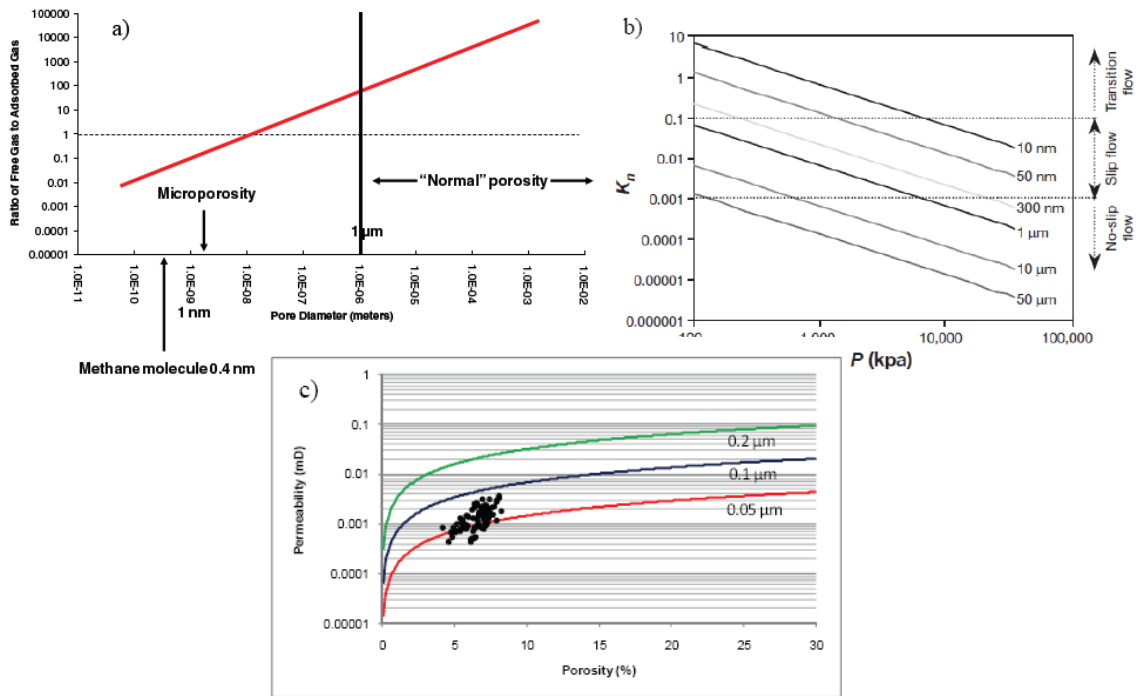 a)
Ratio of Free Gas to Adsorbed Gas
100000
10000
1000
100
10
1
0.1
0.01
0.001
0.0001
0.00001
Microporosity
“Normal” porosity
1 μm
1.0E-11
1.0E-10
1.0E-09
1.0E-08
1.0E-07
1.0E-06
1.0E-05
1.0E-04
1.0E-03
1.0E-02
1 nm
Pore Diameter (meters)
Methane molecule 0.4 nm
b)
Kn
10
1
0.1
0.01
0.001
0.0001
0.00001
0.000001
10 nm
50 nm
300 nm
1 μm
10 μm
50 μm
Transition flow
Slip flow
No-slip flow
100
1,000
10,000
100,000
P (kpa)
c)
Permeability (mD)
1
0.1
0.01
0.001
0.0001
0.00001
0.2 μm
0.1 μm
0.05 μm
0
5
10
15
20
25
30
Porosity (%)